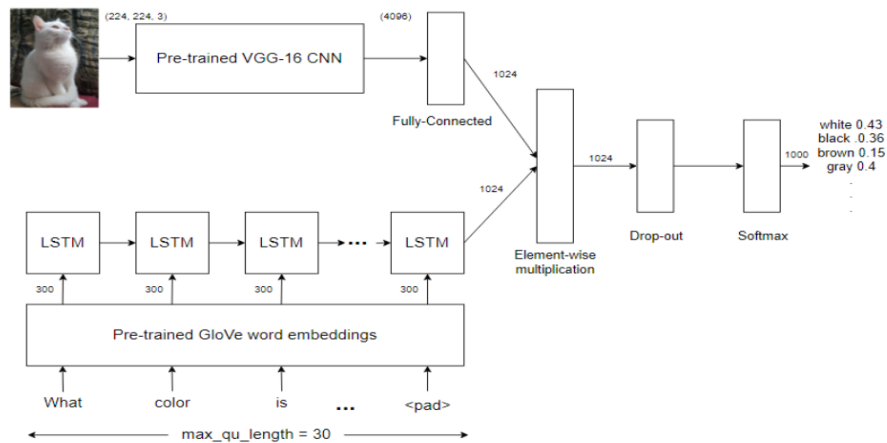 (224, 224, 3)
Pre-trained VGG-16 CNN
(4096)
Fully-Connected
1024
1024
Element-wise
multiplication
1024
Drop-out
Softmax
1000
white 0.43
black .0.36
brown 0.15
gray 0.4
.
.
.
LSTM
LSTM
LSTM
...
LSTM
300
300
300
300
Pre-trained GloVe word embeddings
What
color
is
...
<pad>
max_qu_length = 30